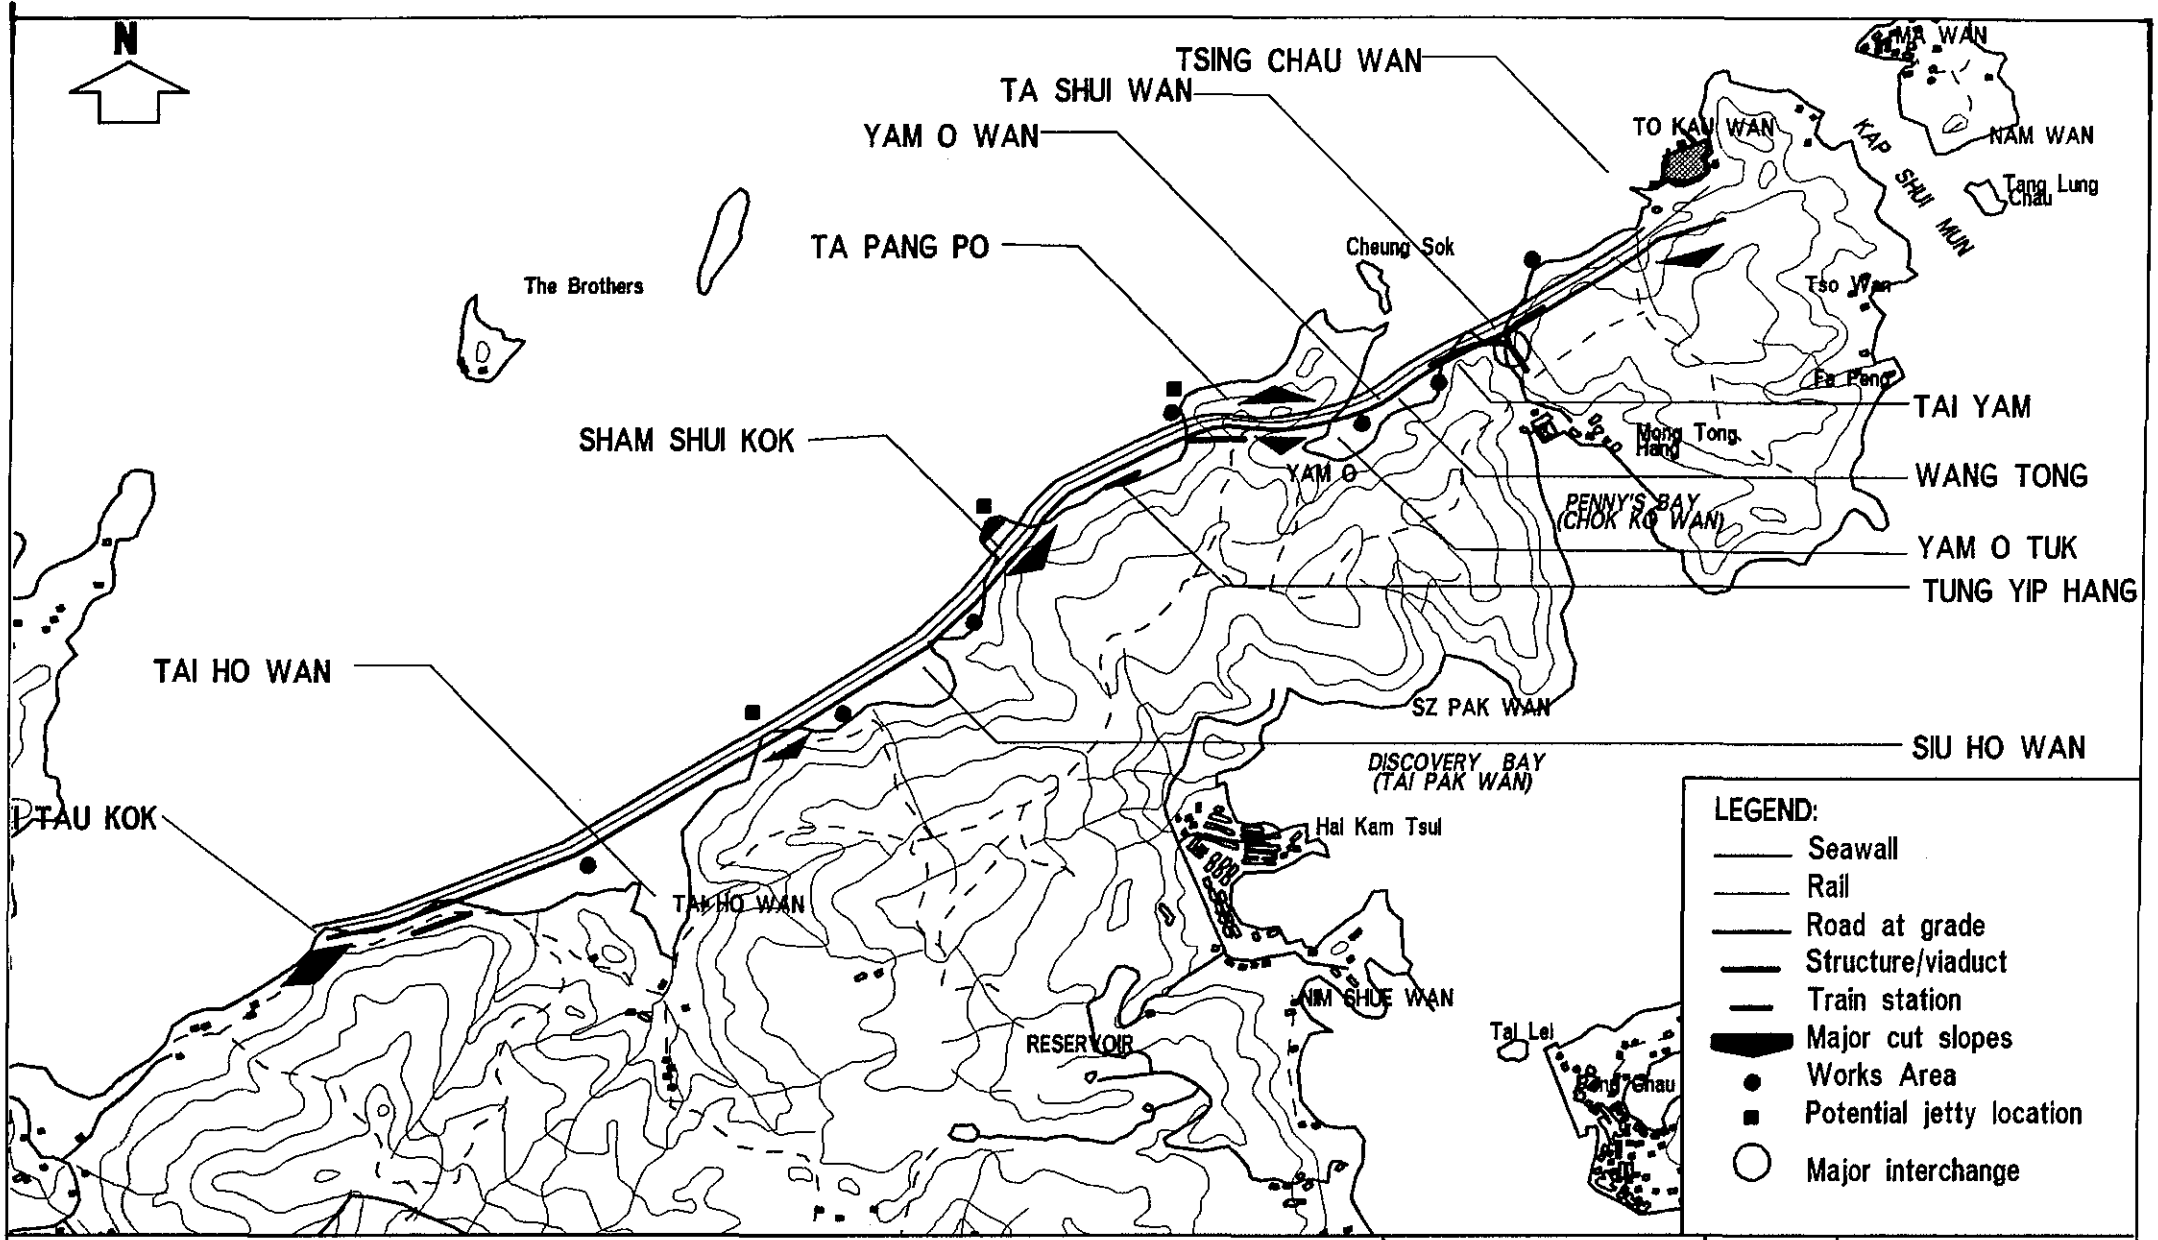 N
MA WAN
TSING CHAU WAN
TA SHUI WAN
TO KAU WAN
KAP SHUI MUN
NAM WAN
YAM O WAN
Tang Lung
Chau
TA PANG PO
Cheung Sok
The Brothers
Tso Wan
Fa Peng
TAI YAM
SHAM SHUI KOK
Mong Tong
Hang
YAM O
WANG TONG
PENNY'S BAY
(CHOK KO WAN)
YAM O TUK
TUNG YIP HANG
TAI HO WAN
SZ PAK WAN
SIU HO WAN
DISCOVERY BAY
(TAI PAK WAN)
TAU KOK
Hai Kam Tsui
TAI HO WAN
NIM SHUE WAN
RESERVOIR
Tai Lei
Peng Chau
LEGEND:
Seawall
Rail
Road at grade
Structure/viaduct
Train station
Major cut slopes
Works Area
Potential jetty location
Major interchange